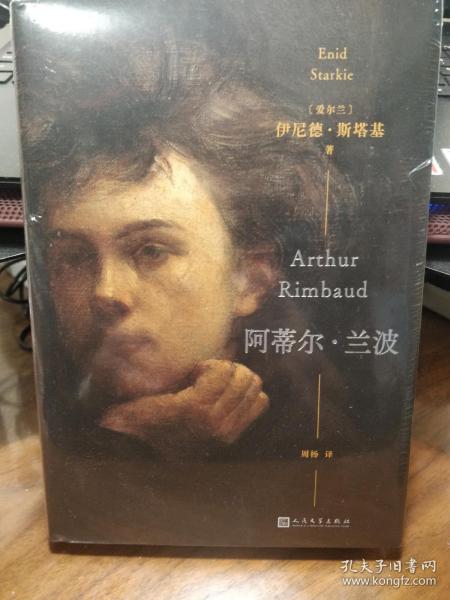 Enid
Starkie
［爱尔兰］
伊尼德·斯塔基
著
Arthur
Rimbaud
阿蒂尔·兰波
周杨 译
人民文学出版社
孔夫子旧书网
www.kongfz.com